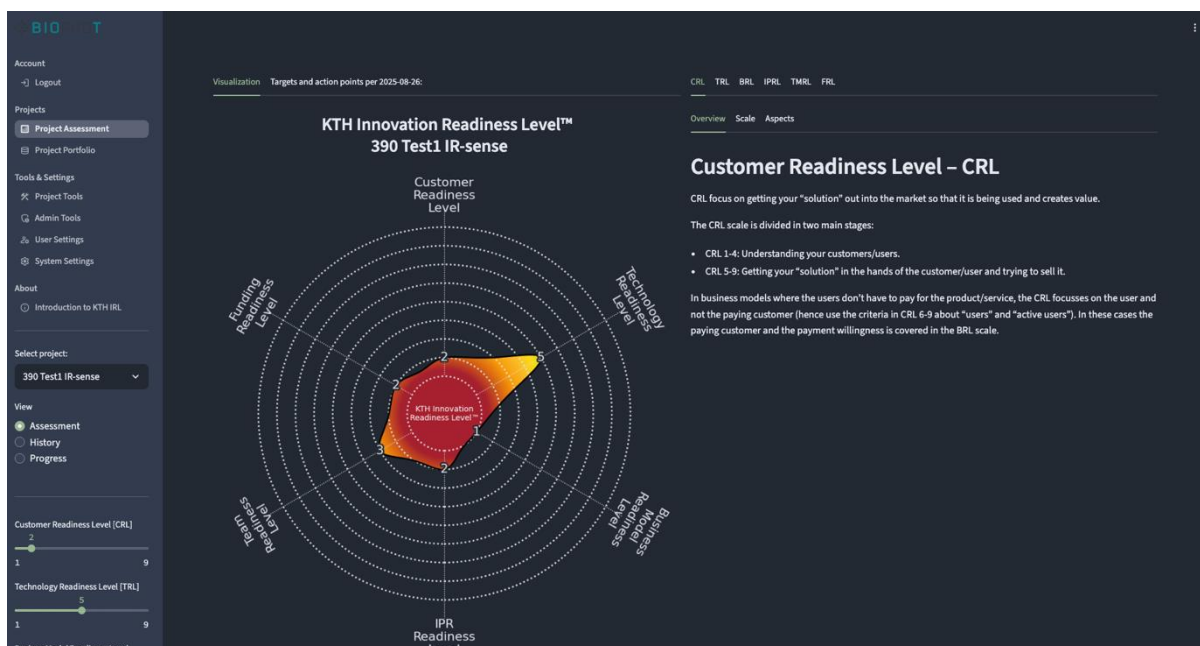 BIO T
Account
Logout
Projects
Project Assessment
Project Portfolio
Tools & Settings
Project Tools
Admin Tools
User Settings
System Settings
About
Introduction to KTH IRL
Select project:
390 Test1 IR-sense
View
Assessment
History
Progress
Customer Readiness Level [CRL]
2
1 9
Technology Readiness Level [TRL]
5
1 9
Visualization Targets and action points per 2025-08-26:
KTH Innovation Readiness Level™
390 Test1 IR-sense
Customer
Readiness
Level
Technology
Readiness
Level
Business
Model
Readiness
Level
IPR
Readiness
Team
Readiness
Level
Funding
Readiness
Level
2
5
1
2
3
2
KTH Innovation
Readiness Level™
CRL TRL BRL IPRL TMRL FRL
Overview Scale Aspects
Customer Readiness Level – CRL
CRL focus on getting your “solution” out into the market so that it is being used and creates value.
The CRL scale is divided in two main stages:
• CRL 1-4: Understanding your customers/users.
• CRL 5-9: Getting your “solution” in the hands of the customer/user and trying to sell it.
In business models where the users don't have to pay for the product/service, the CRL focusses on the user and
not the paying customer (hence use the criteria in CRL 6-9 about “users” and “active users”). In these cases the
paying customer and the payment willingness is covered in the BRL scale.